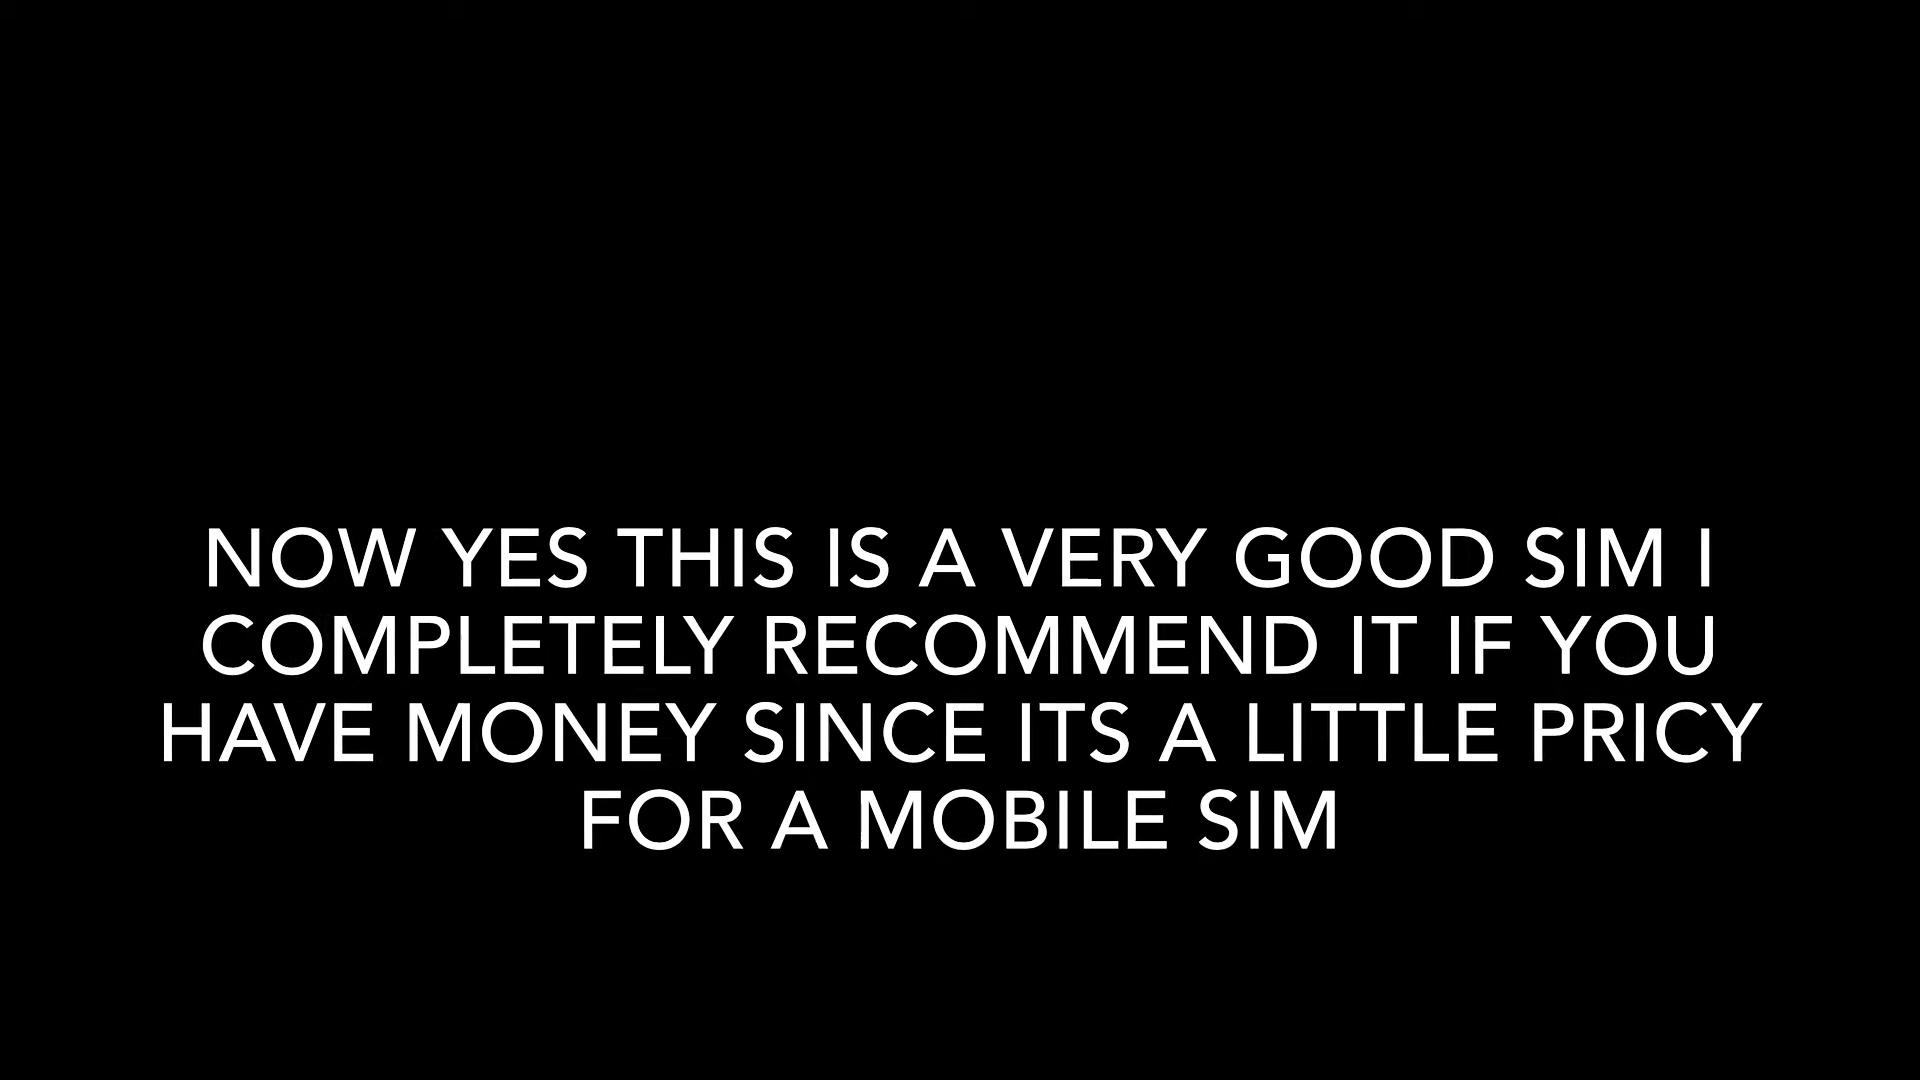 NOW YES THIS IS A VERY GOOD SIM I
COMPLETELY RECOMMEND IT IF YOU
HAVE MONEY SINCE ITS A LITTLE PRICY
FOR A MOBILE SIM